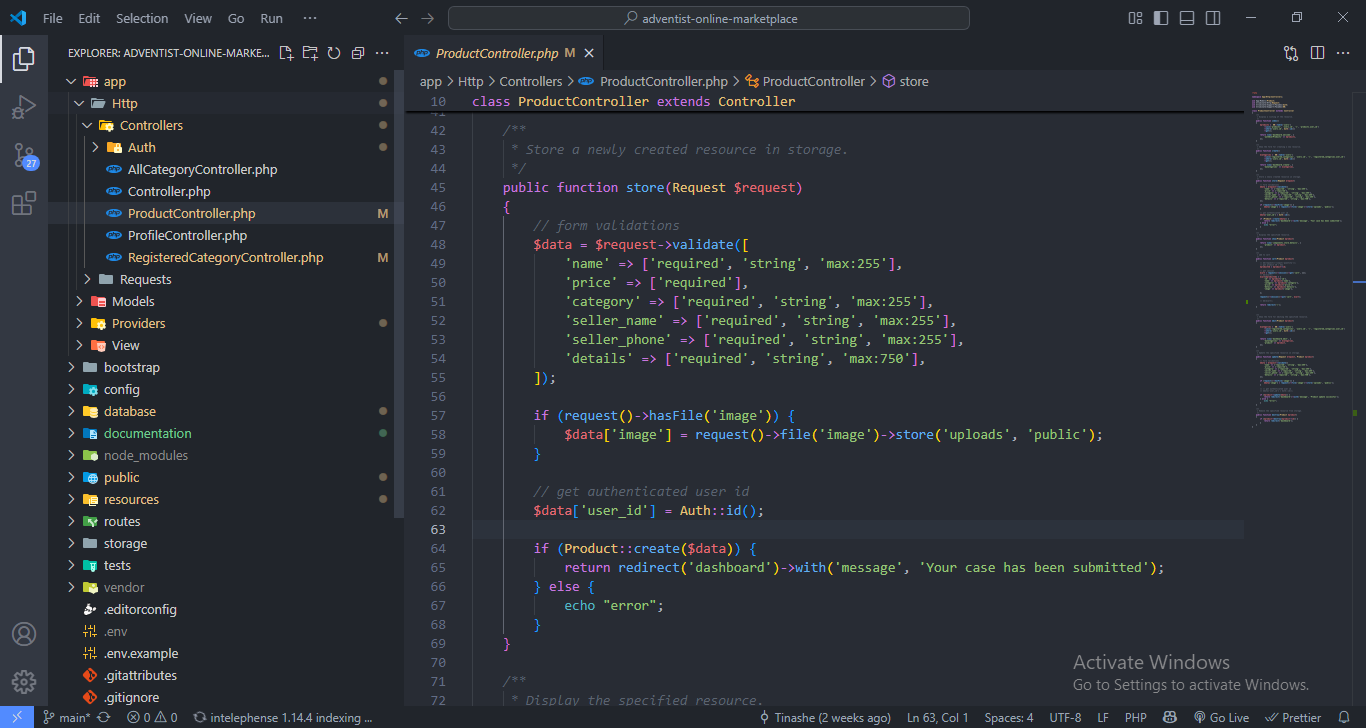 File Edit Selection View Go Run ···
adventist-online-marketplace
EXPLORER: ADVENTIST-ONLINE-MARKE...
app
Http
Controllers
Auth
php AllCategoryController.php
php Controller.php
php ProductController.php M
php ProfileController.php
php RegisteredCategoryController.php M
Requests
Models
Providers
View
bootstrap
config
database
documentation
node_modules
public
resources
routes
storage
tests
vendor
.editorconfig
.env
.env.example
.gitattributes
.gitignore
27
php ProductController.php M
app > Http > Controllers > php ProductController.php > ProductController > store
10 class ProductController extends Controller
41
42 /**
43 * Store a newly created resource in storage.
44 */
45 public function store(Request $request)
46 {
47 // form validations
48 $data = $request->validate([
49 'name' => ['required', 'string', 'max:255'],
50 'price' => ['required'],
51 'category' => ['required', 'string', 'max:255'],
52 'seller_name' => ['required', 'string', 'max:255'],
53 'seller_phone' => ['required', 'string', 'max:255'],
54 'details' => ['required', 'string', 'max:750'],
55 ]);
56
57 if (request()->hasFile('image')) {
58 $data['image'] = request()->file('image')->store('uploads', 'public');
59 }
60
61 // get authenticated user id
62 $data['user_id'] = Auth::id();
63
64 if (Product::create($data)) {
65 return redirect('dashboard')->with('message', 'Your case has been submitted');
66 } else {
67 echo "error";
68 }
69 }
70
71 /**
72 * Display the specified resource.
Activate Windows
Go to Settings to activate Windows.
main* 0 0 intelephense 1.14.4 indexing ... Tinashe (2 weeks ago) Ln 63, Col 1 Spaces: 4 UTF-8 LF PHP Go Live Prettier